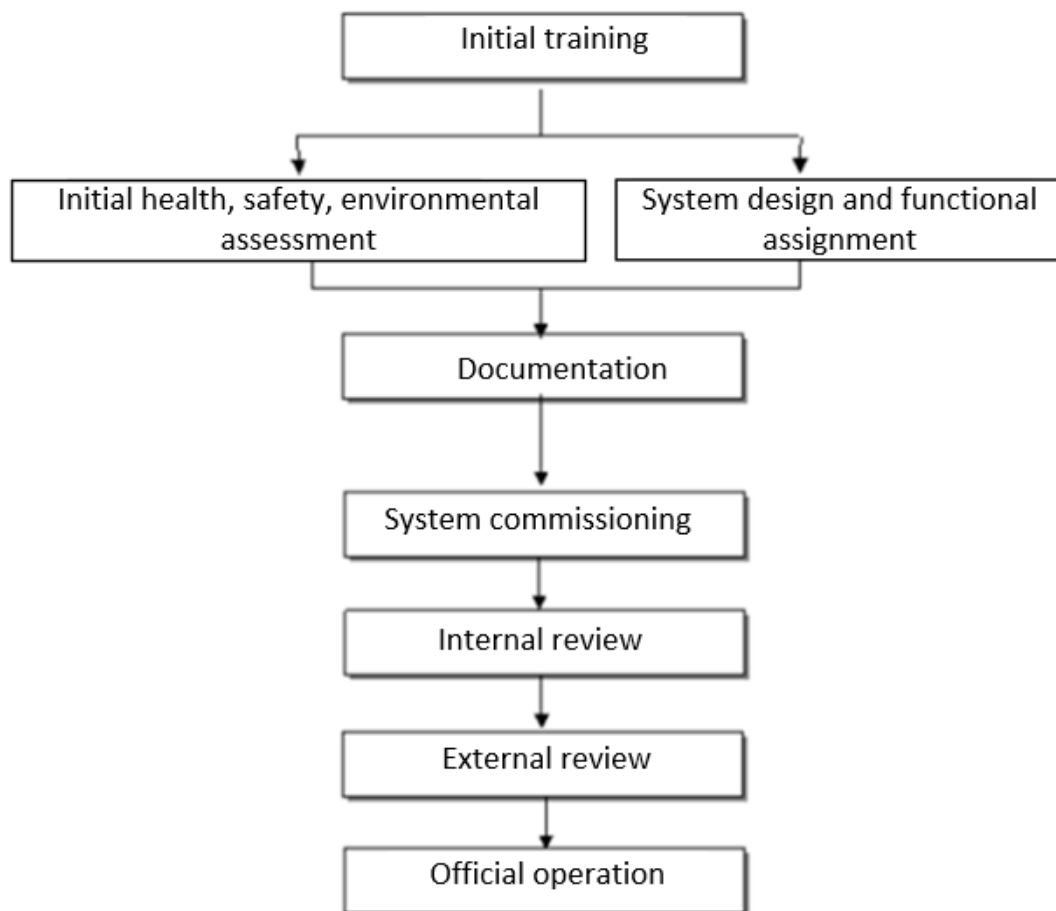 Initial training
Initial health, safety, environmental
assessment
System design and functional
assignment
Documentation
System commissioning
Internal review
External review
Official operation